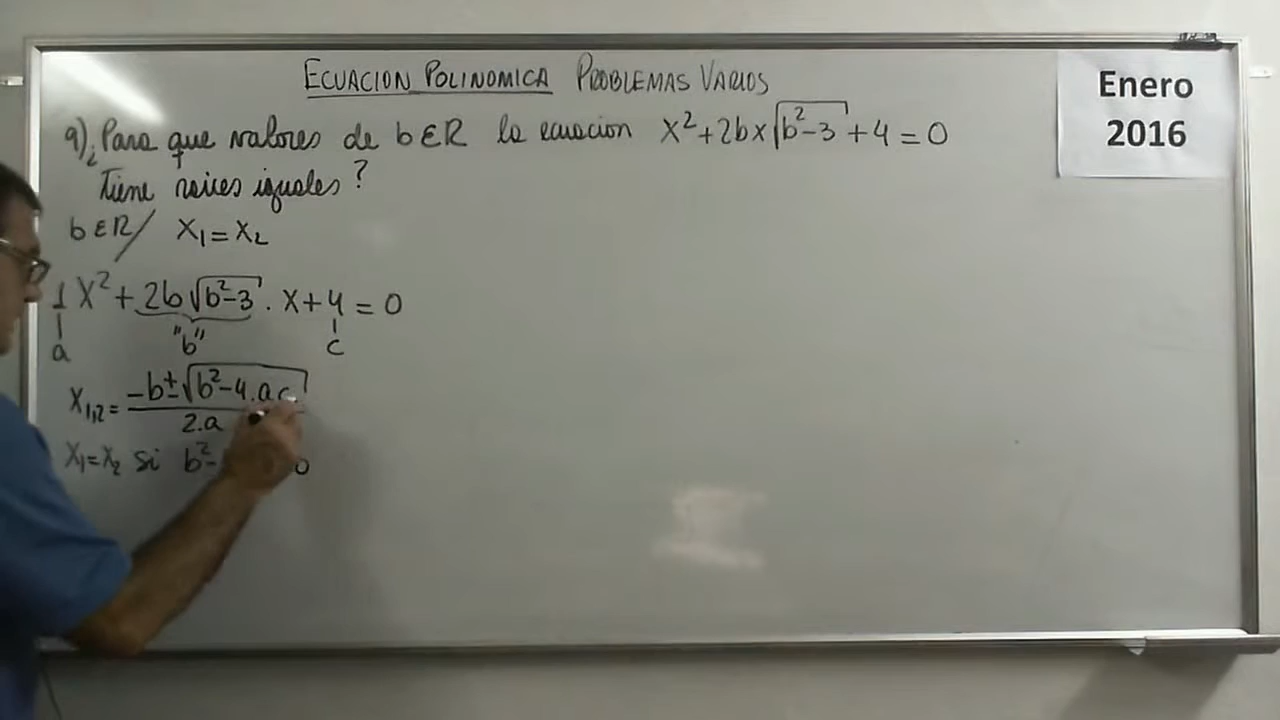 ECUACION POLINOMICA PROBLEMAS VARIOS
Enero
2016
9) ¿Para que valores de b∈R la ecuacion x²+2bx√(b²-3)+4=0
tiene raices iguales?
b∈R/ x₁=x₂
1x²+2b√(b²-3).x+4=0
a "b" c
x₁,₂= (-b±√(b²-4.a.c))/(2.a)
x₁=x₂ si b²- 0